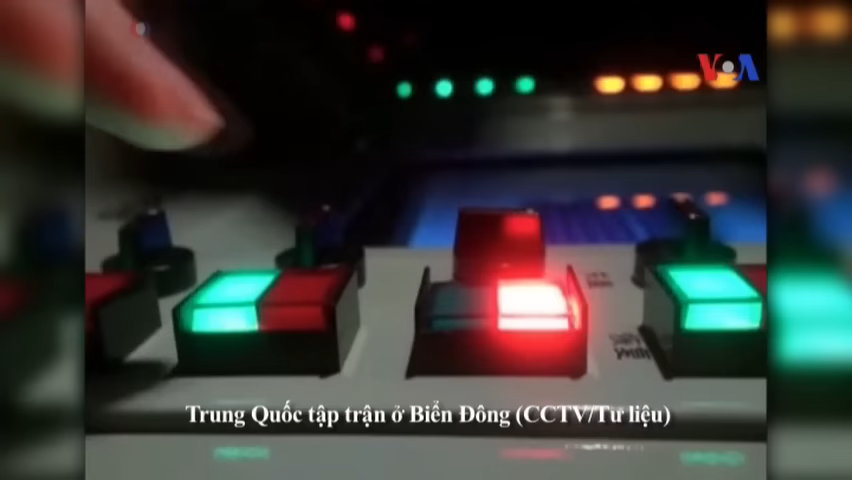 VOA
Trung Quốc tập trận ở Biển Đông (CCTV/Tư liệu)